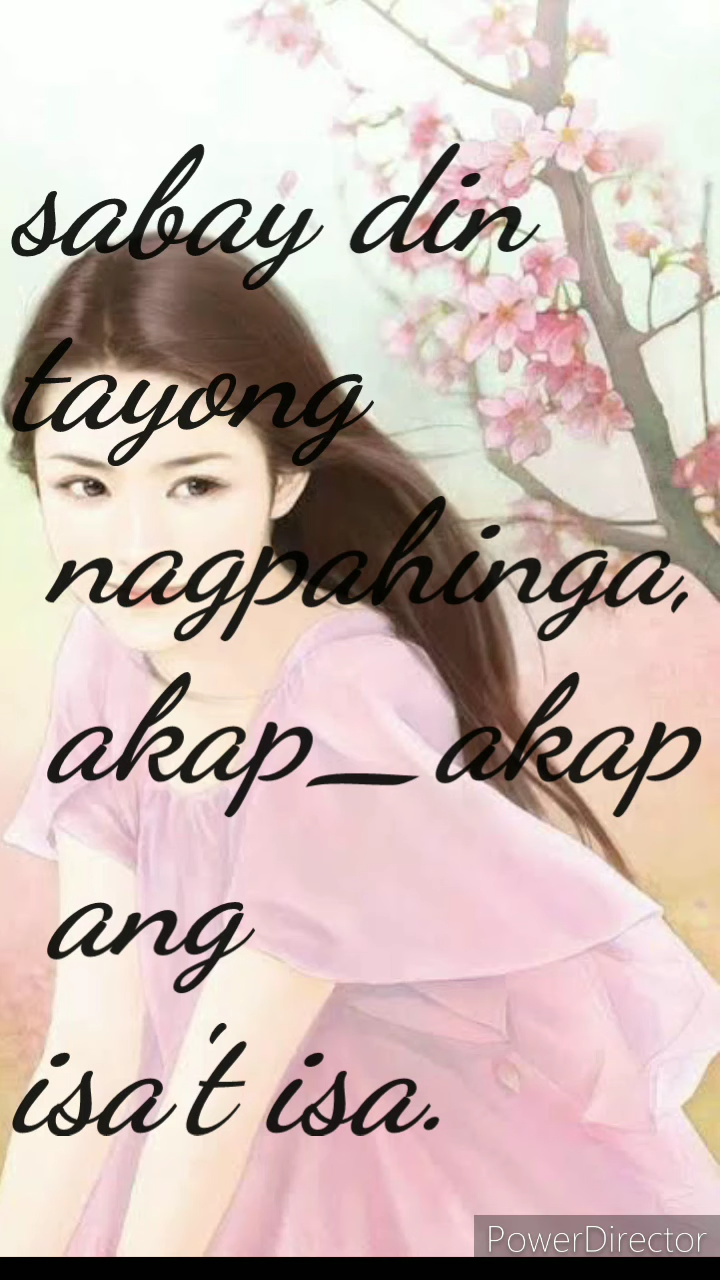 sabay din
tayong
nagpahinga,
akap_akap
ang
isa't isa.
PowerDirector